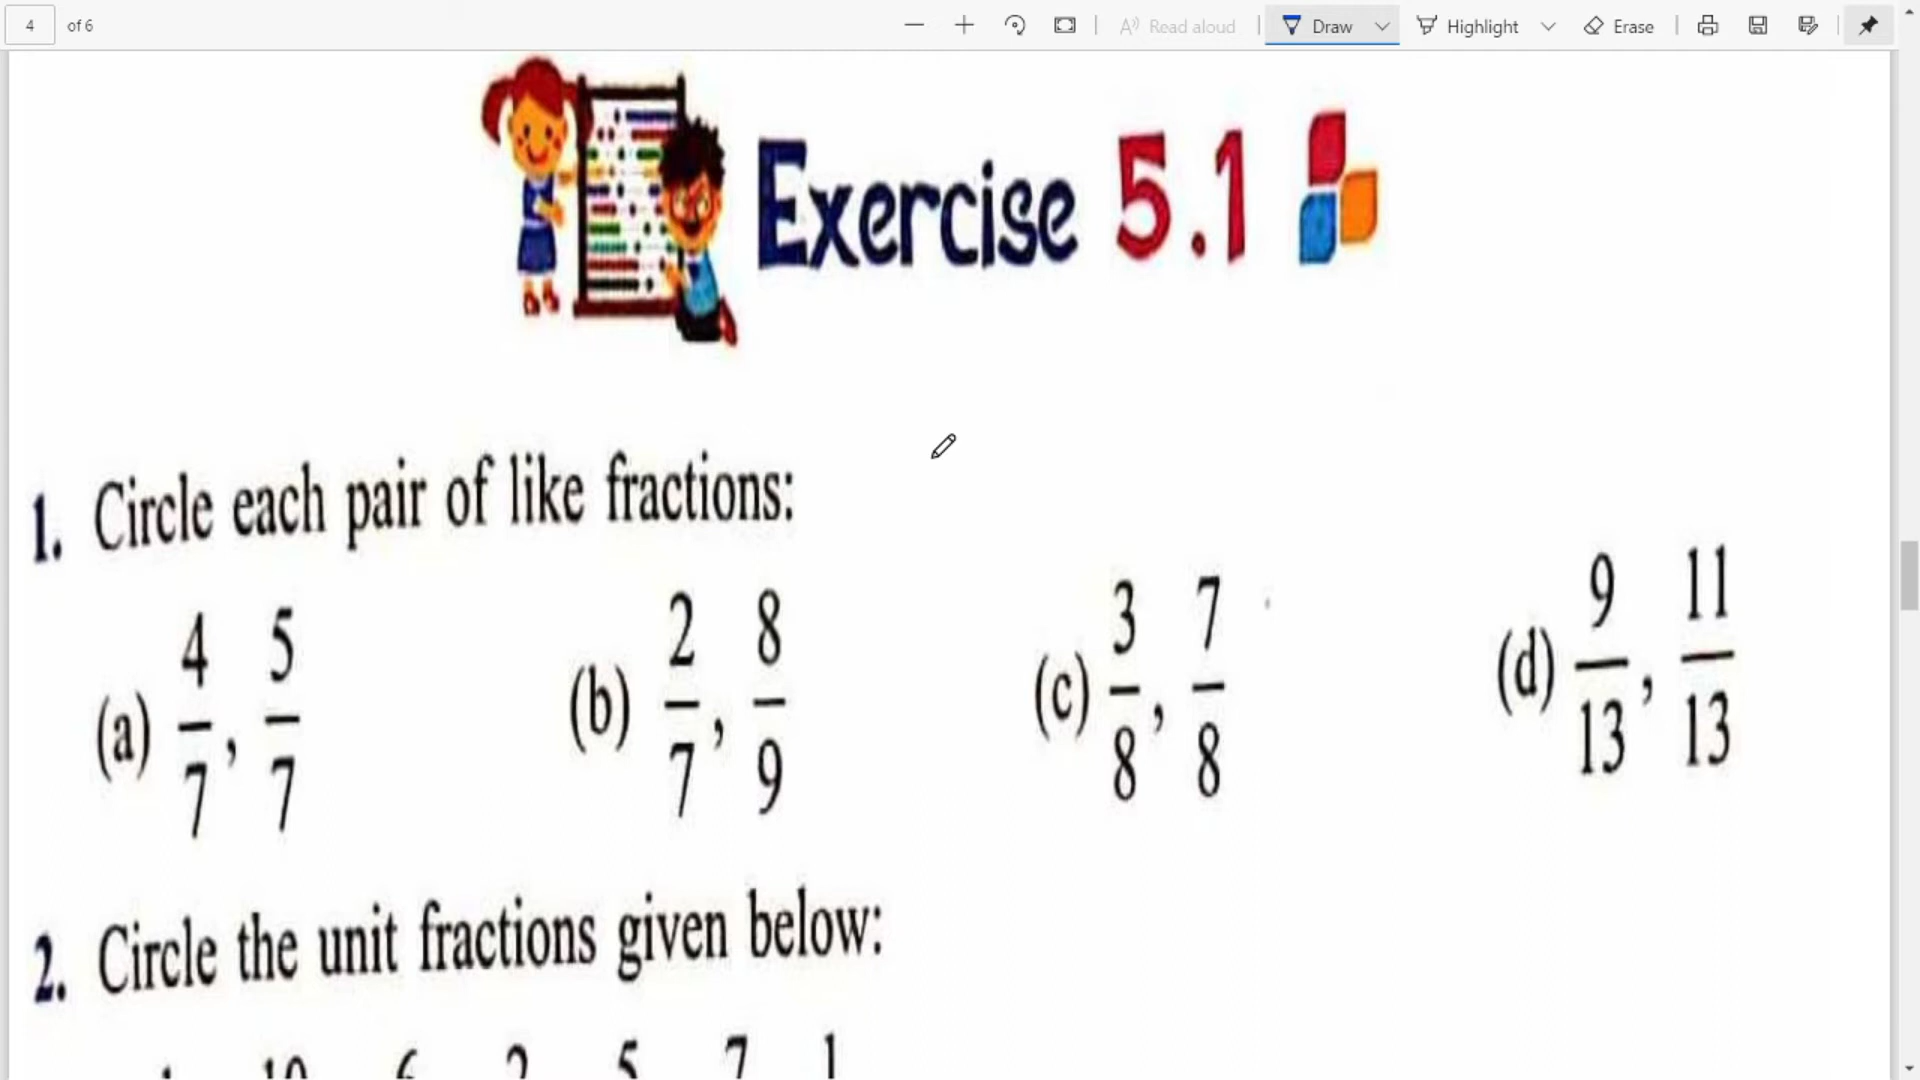 4 of 6 Read aloud Draw Highlight Erase
Exercise 5.1
1. Circle each pair of like fractions:
(a) 4/7, 5/7 (b) 2/7, 8/9 (c) 3/8, 7/8 (d) 9/13, 11/13
2. Circle the unit fractions given below: